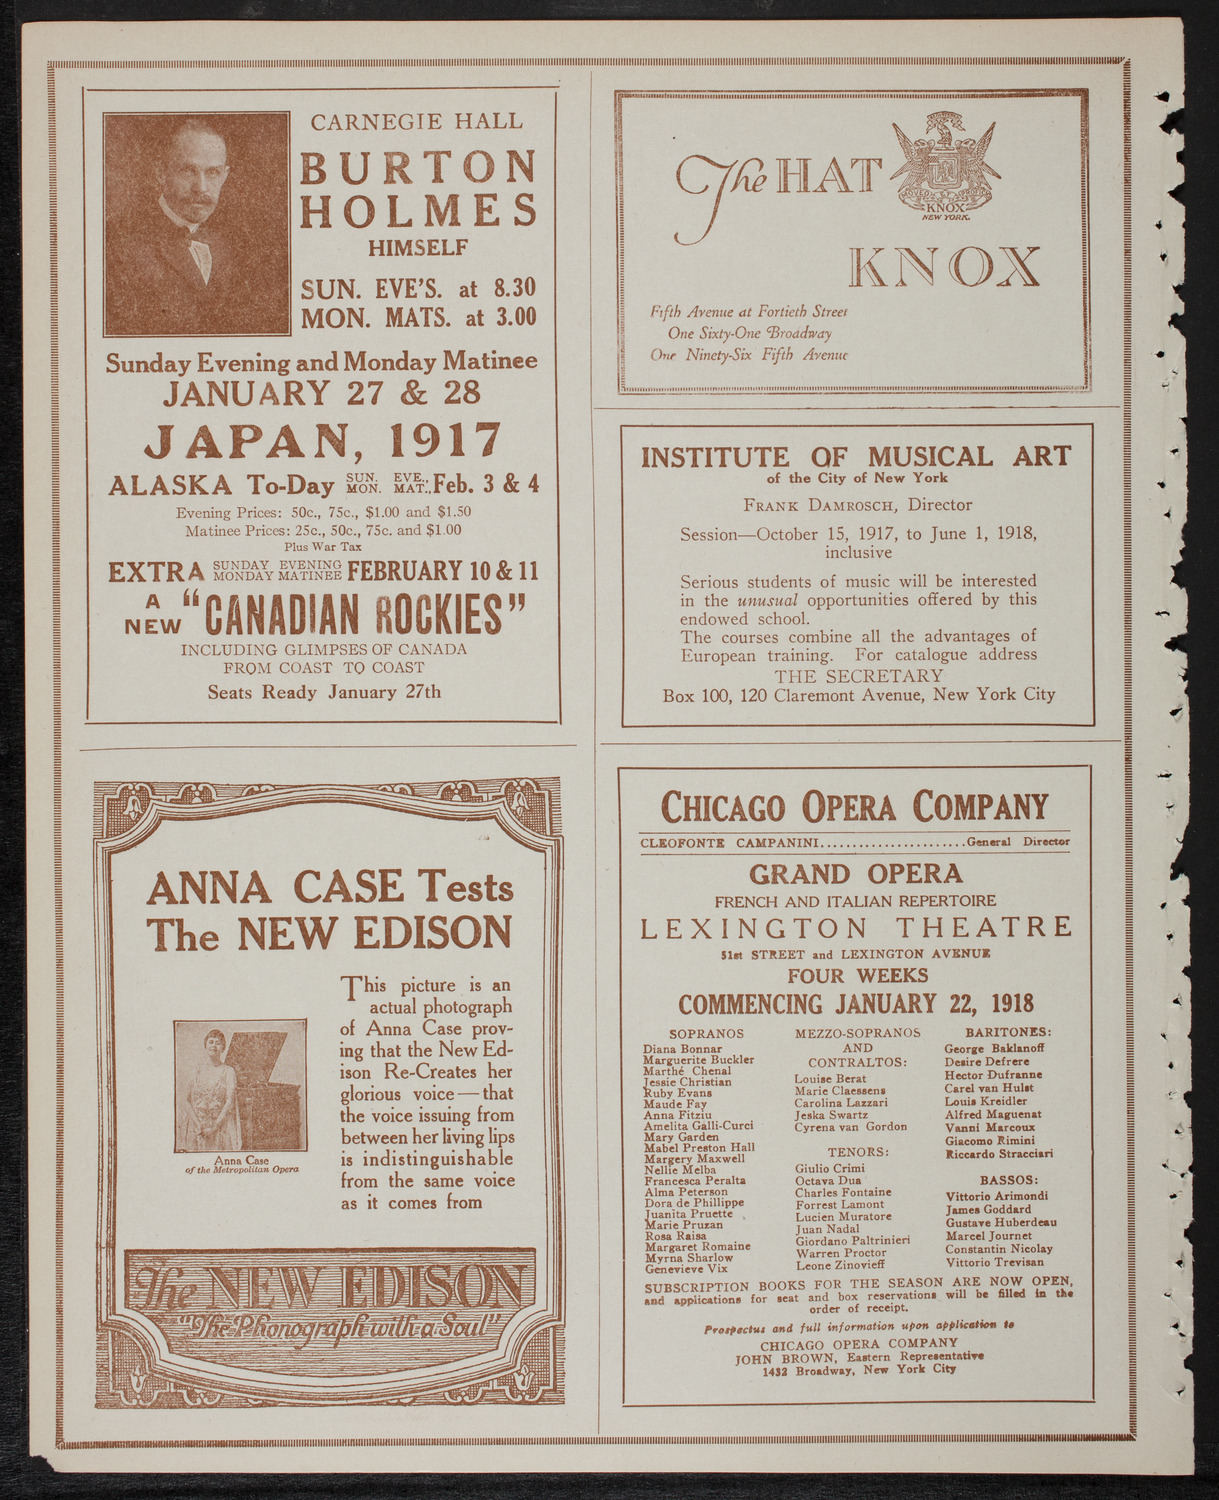 CARNEGIE HALL
BURTON
HOLMES
HIMSELF
SUN. EVE'S. at 8.30
MON. MATS. at 3.00
Sunday Evening and Monday Matinee
JANUARY 27 & 28
JAPAN, 1917
ALASKA To-Day SUN. EVE., MON. MAT., Feb. 3 & 4
Evening Prices: 50c., 75c., $1.00 and $1.50
Matinee Prices: 25c., 50c., 75c. and $1.00
Plus War Tax
EXTRA SUNDAY EVENING MONDAY MATINEE FEBRUARY 10 & 11
A NEW "CANADIAN ROCKIES"
INCLUDING GLIMPSES OF CANADA
FROM COAST TO COAST
Seats Ready January 27th
ANNA CASE Tests
The NEW EDISON
This picture is an
actual photograph
of Anna Case prov-
ing that the New Ed-
ison Re-Creates her
glorious voice—that
the voice issuing from
between her living lips
is indistinguishable
from the same voice
as it comes from
Anna Case
of the Metropolitan Opera
The NEW EDISON
"The Phonograph with a Soul"
The HAT
KNOX
NEW YORK.
KNOX
Fifth Avenue at Fortieth Street
One Sixty-One Broadway
One Ninety-Six Fifth Avenue
INSTITUTE OF MUSICAL ART
of the City of New York
FRANK DAMROSCH, Director
Session—October 15, 1917, to June 1, 1918,
inclusive
Serious students of music will be interested
in the unusual opportunities offered by this
endowed school.
The courses combine all the advantages of
European training. For catalogue address
THE SECRETARY
Box 100, 120 Claremont Avenue, New York City
CHICAGO OPERA COMPANY
CLEOFONTE CAMPANINI.......................General Director
GRAND OPERA
FRENCH AND ITALIAN REPERTOIRE
LEXINGTON THEATRE
51st STREET and LEXINGTON AVENUE
FOUR WEEKS
COMMENCING JANUARY 22, 1918
SOPRANOS
Diana Bonnar
Marguerite Buckler
Marthé Chenal
Jessie Christian
Ruby Evans
Maude Fay
Anna Fitziu
Amelita Galli-Curci
Mary Garden
Mabel Preston Hall
Margery Maxwell
Nellie Melba
Francesca Peralta
Alma Peterson
Dora de Phillippe
Juanita Pruette
Marie Pruzan
Rosa Raisa
Margaret Romaine
Myrna Sharlow
Genevieve Vix
MEZZO-SOPRANOS
AND
CONTRALTOS:
Louise Berat
Marie Claessens
Carolina Lazzari
Jeska Swartz
Cyrena van Gordon
TENORS:
Giulio Crimi
Octava Dua
Charles Fontaine
Forrest Lamont
Lucien Muratore
Juan Nadal
Giordano Paltrinieri
Warren Proctor
Leone Zinovieff
BARITONES:
George Baklanoff
Desire Defrere
Hector Dufranne
Carel van Hulst
Louis Kreidler
Alfred Maguenat
Vanni Marcoux
Giacomo Rimini
Riccardo Stracciari
BASSOS:
Vittorio Arimondi
James Goddard
Gustave Huberdeau
Marcel Journet
Constantin Nicolay
Vittorio Trevisan
SUBSCRIPTION BOOKS FOR THE SEASON ARE NOW OPEN,
and applications for seat and box reservations will be filled in the
order of receipt.
Prospectus and full information upon application to
CHICAGO OPERA COMPANY
JOHN BROWN, Eastern Representative
1432 Broadway, New York City